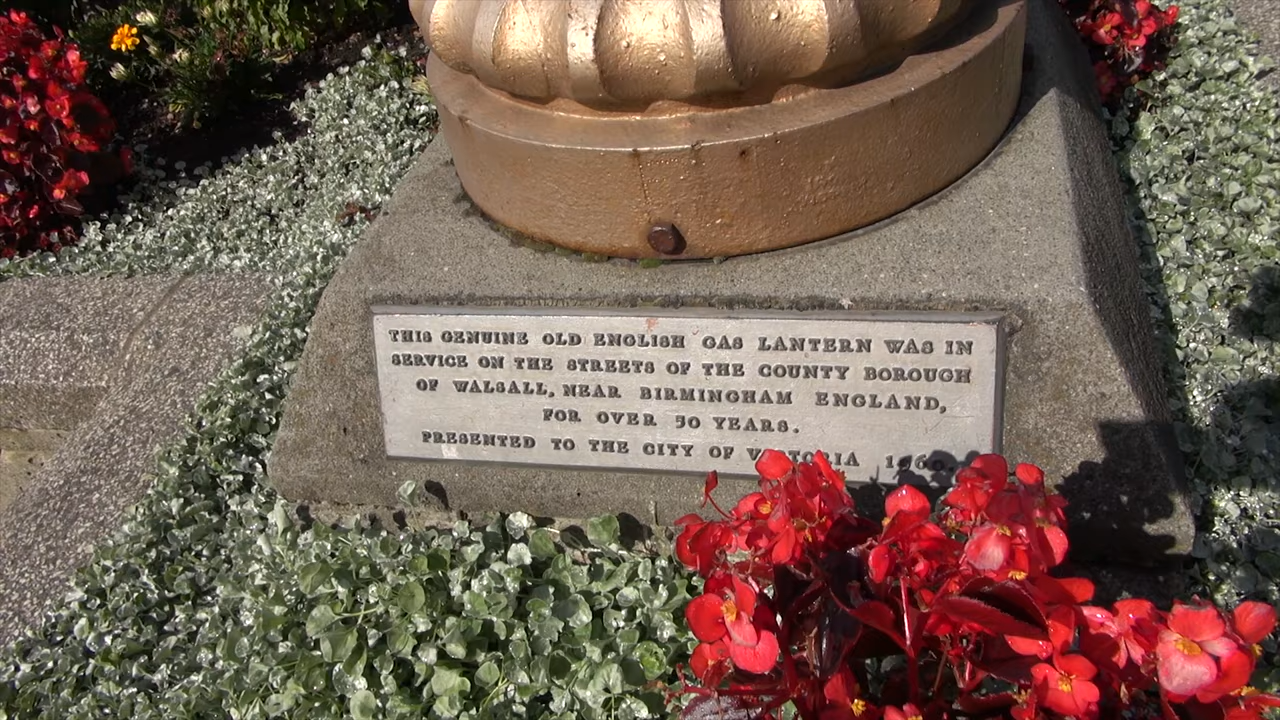 THIS GENUINE OLD ENGLISH GAS LANTERN WAS IN
SERVICE ON THE STREETS OF THE COUNTY BOROUGH
OF WALSALL, NEAR BIRMINGHAM ENGLAND,
FOR OVER 50 YEARS.
PRESENTED TO THE CITY OF VICTORIA